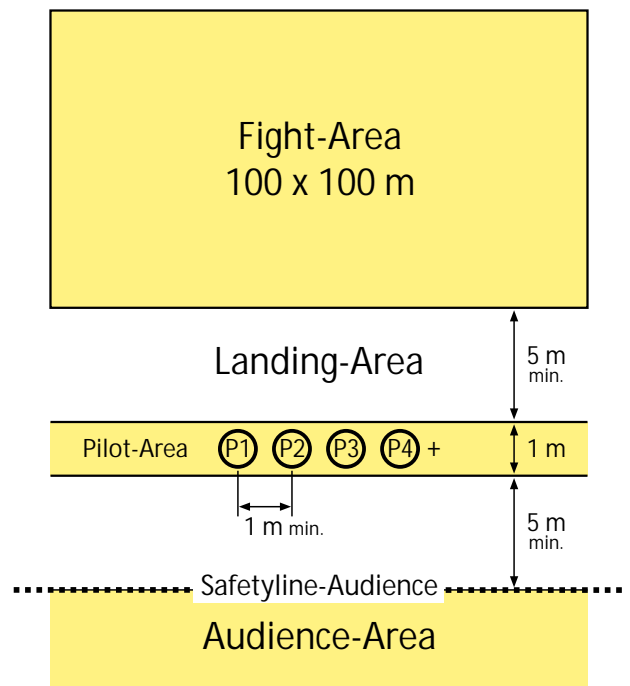 Fight-Area
100 x 100 m
Landing-Area
5 m
min.
Pilot-Area P1 P2 P3 P4 + 1 m
1 m min.
5 m
min.
Safetyline-Audience
Audience-Area